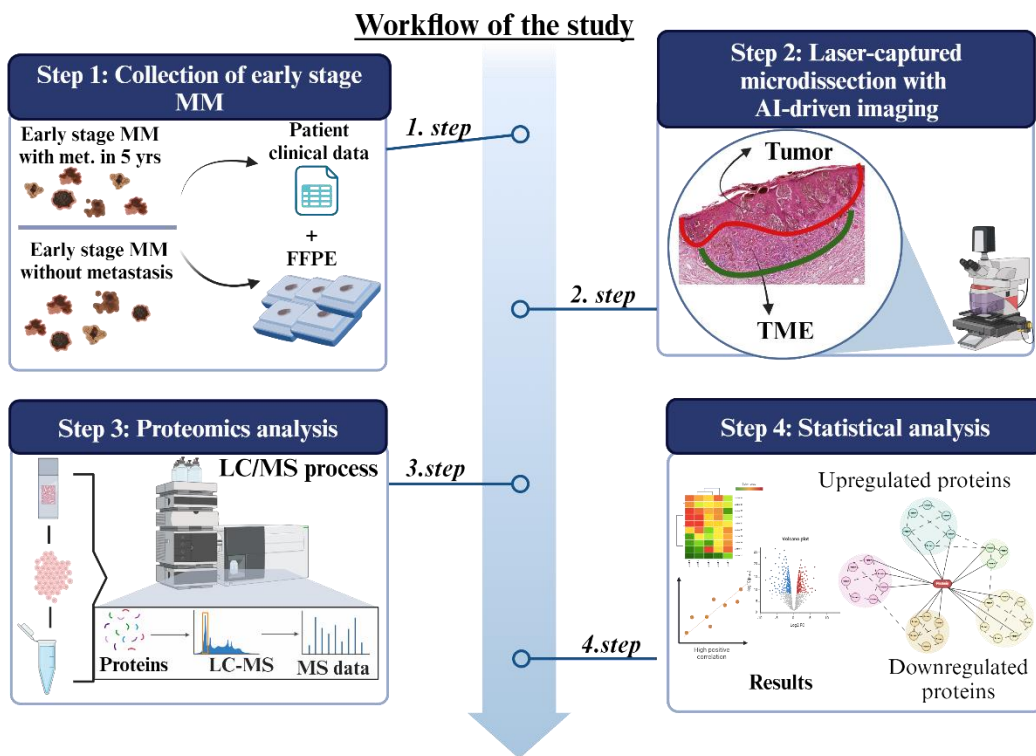 Workflow of the study
Step 1: Collection of early stage
MM
Early stage MM
with met. in 5 yrs
Early stage MM
without metastasis
Patient
clinical data
+
FFPE
1. step
Step 2: Laser-captured
microdissection with
AI-driven imaging
Tumor
TME
2. step
Step 3: Proteomics analysis
LC/MS process
Proteins
LC-MS
MS data
3.step
Step 4: Statistical analysis
Upregulated proteins
Volcano plot
Log2 FC
High positive
correlation
Results
Downregulated
proteins
4.step